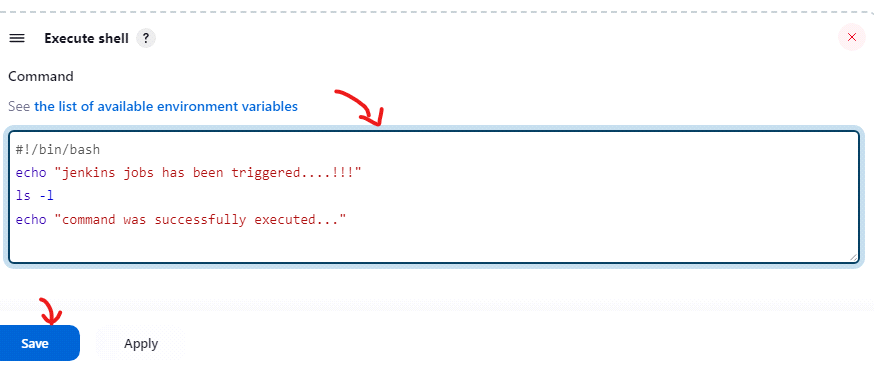 Execute shell ?
Command
See the list of available environment variables
#!/bin/bash
echo "jenkins jobs has been triggered....!!!"
ls -l
echo "command was successfully executed..."
Save Apply